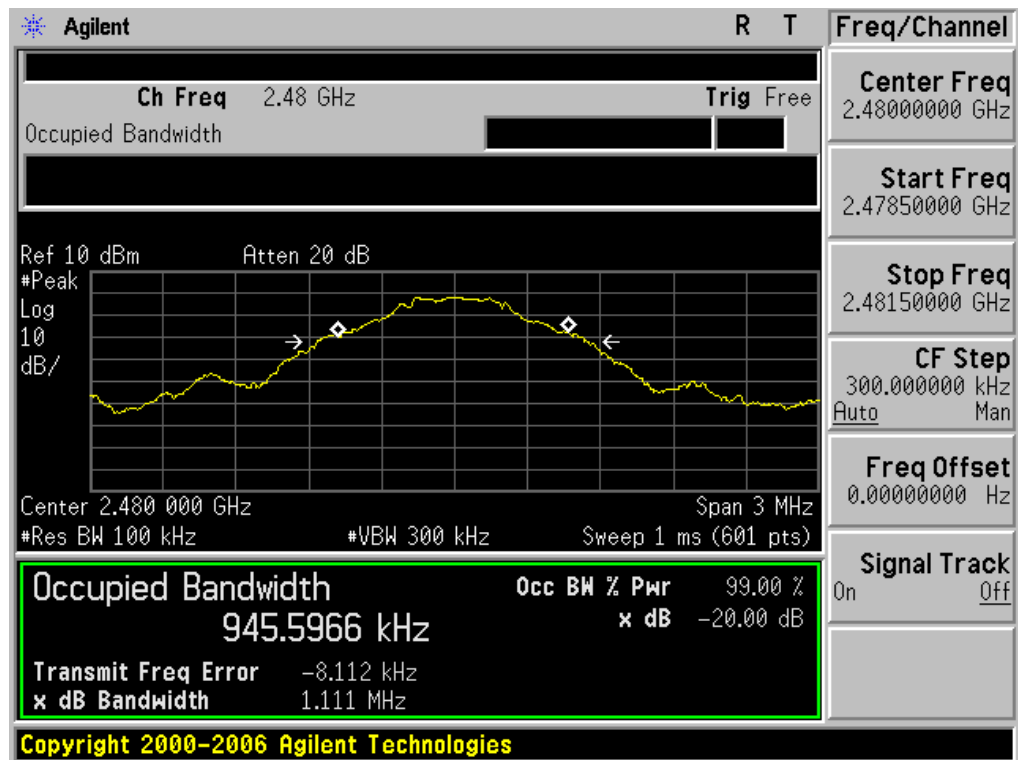 Agilent R T
Ch Freq 2.48 GHz Trig Free
Occupied Bandwidth
Ref 10 dBm Atten 20 dB
#Peak
Log
10
dB/
Center 2.480 000 GHz Span 3 MHz
#Res BW 100 kHz #VBW 300 kHz Sweep 1 ms (601 pts)
Occupied Bandwidth
945.5966 kHz
Occ BW % Pwr 99.00 %
x dB -20.00 dB
Transmit Freq Error -8.112 kHz
x dB Bandwidth 1.111 MHz
Copyright 2000-2006 Agilent Technologies
Freq/Channel
Center Freq
2.48000000 GHz
Start Freq
2.47850000 GHz
Stop Freq
2.48150000 GHz
CF Step
300.000000 kHz
Auto Man
Freq Offset
0.00000000 Hz
Signal Track
On Off